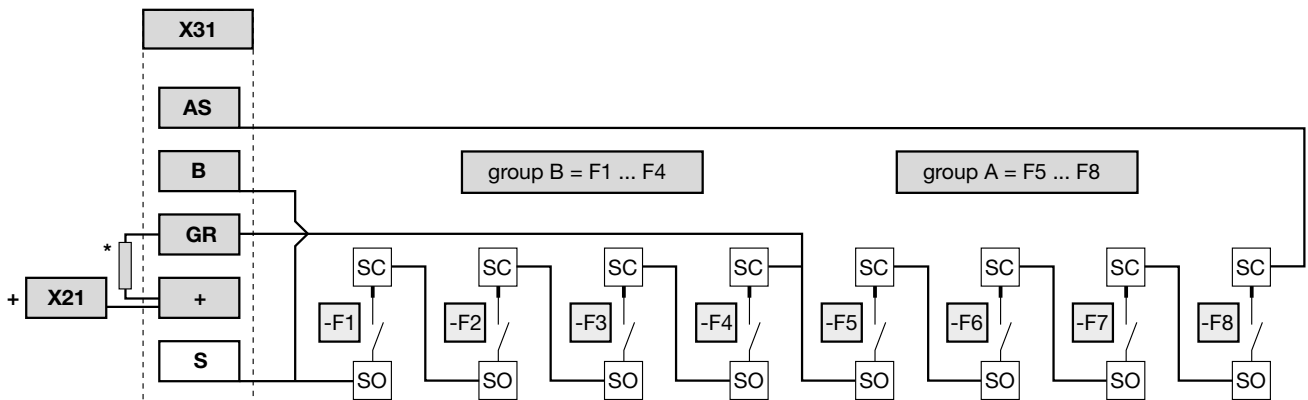 X31
AS
B
group B = F1 ... F4
group A = F5 ... F8
GR
*
SC SC SC SC SC SC SC SC
+ X21 +
-F1 -F2 -F3 -F4 -F5 -F6 -F7 -F8
S
SO SO SO SO SO SO SO SO